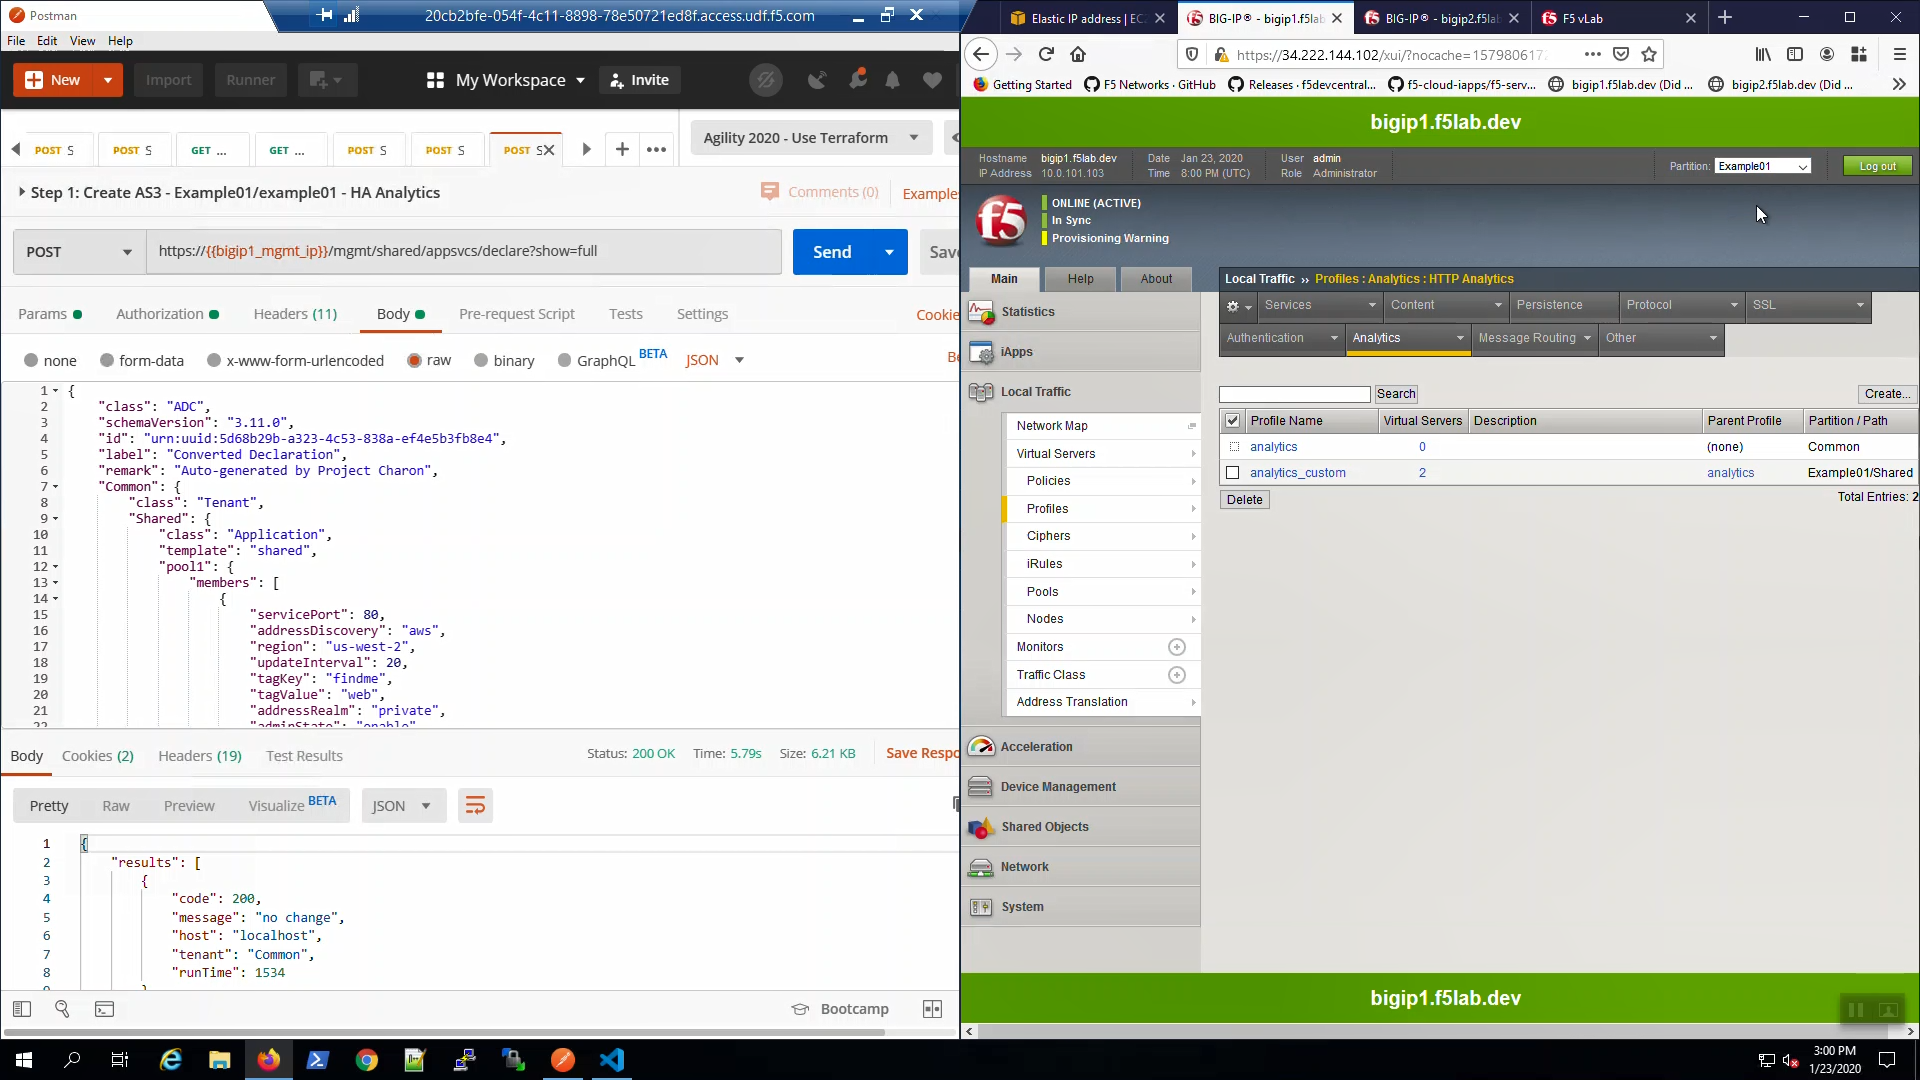 Postman
20cb2bfe-054f-4c11-8898-78e50721ed8f.access.udf.f5.com
File Edit View Help
New
Import
Runner
My Workspace
Invite
POST S
POST S
GET ...
GET ...
POST S
POST S
POST S
Agility 2020 - Use Terraform
Step 1: Create AS3 - Example01/example01 - HA Analytics
Comments (0)
Examples
POST
https://{{bigip1_mgmt_ip}}/mgmt/shared/appsvcs/declare?show=full
Send
Save
Params
Authorization
Headers (11)
Body
Pre-request Script
Tests
Settings
Cookie
none
form-data
x-www-form-urlencoded
raw
binary
GraphQL BETA
JSON
Be
1 {
2 "class": "ADC",
3 "schemaVersion": "3.11.0",
4 "id": "urn:uuid:5d68b29b-a323-4c53-838a-ef4e5b3fb8e4",
5 "label": "Converted Declaration",
6 "remark": "Auto-generated by Project Charon",
7 "Common": {
8 "class": "Tenant",
9 "Shared": {
10 "class": "Application",
11 "template": "shared",
12 "pool1": {
13 "members": [
14 {
15 "servicePort": 80,
16 "addressDiscovery": "aws",
17 "region": "us-west-2",
18 "updateInterval": 20,
19 "tagKey": "findme",
20 "tagValue": "web",
21 "addressRealm": "private",
22 "adminState": "enable"
Body
Cookies (2)
Headers (19)
Test Results
Status: 200 OK
Time: 5.79s
Size: 6.21 KB
Save Respo
Pretty
Raw
Preview
Visualize BETA
JSON
1 {
2 "results": [
3 {
4 "code": 200,
5 "message": "no change",
6 "host": "localhost",
7 "tenant": "Common",
8 "runTime": 1534
Bootcamp
Elastic IP address | EC
BIG-IP® - bigip1.f5lab
BIG-IP® - bigip2.f5lab
F5 vLab
https://34.222.144.102/xui/?nocache=157980617
Getting Started
F5 Networks · GitHub
Releases · f5devcentral...
f5-cloud-iapps/f5-serv...
bigip1.f5lab.dev (Did ...
bigip2.f5lab.dev (Did ...
bigip1.f5lab.dev
Hostname bigip1.f5lab.dev
IP Address 10.0.101.103
Date Jan 23, 2020
Time 8:00 PM (UTC)
User admin
Role Administrator
Partition: Example01
Log out
f5
ONLINE (ACTIVE)
In Sync
Provisioning Warning
Main
Help
About
Local Traffic ›› Profiles : Analytics : HTTP Analytics
Services
Content
Persistence
Protocol
SSL
Authentication
Analytics
Message Routing
Other
Statistics
iApps
Local Traffic
Network Map
Virtual Servers
Policies
Profiles
Ciphers
iRules
Pools
Nodes
Monitors
Traffic Class
Address Translation
Acceleration
Device Management
Shared Objects
Network
System
Search
Create...
Profile Name Virtual Servers Description Parent Profile Partition / Path
analytics 0 (none) Common
analytics_custom 2 analytics Example01/Shared
Delete
Total Entries: 2
bigip1.f5lab.dev
3:00 PM
1/23/2020